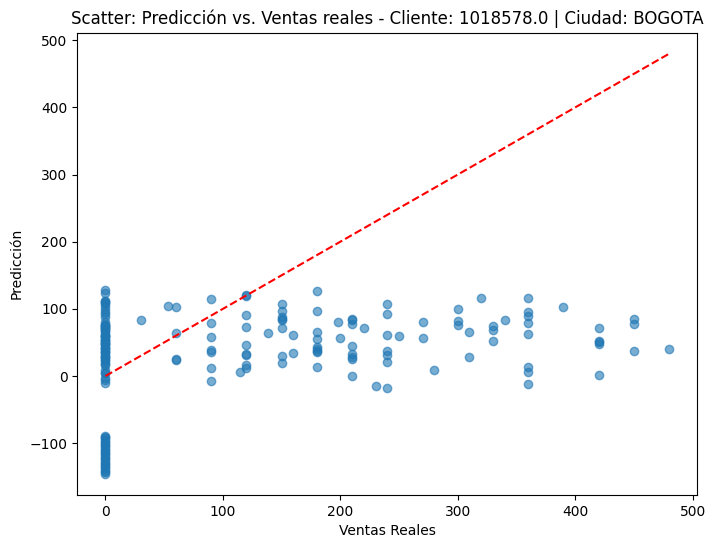 Scatter: Predicción vs. Ventas reales - Cliente: 1018578.0 | Ciudad: BOGOTA
500
400
300
200
100
0
−100
Predicción
0 100 200 300 400 500
Ventas Reales